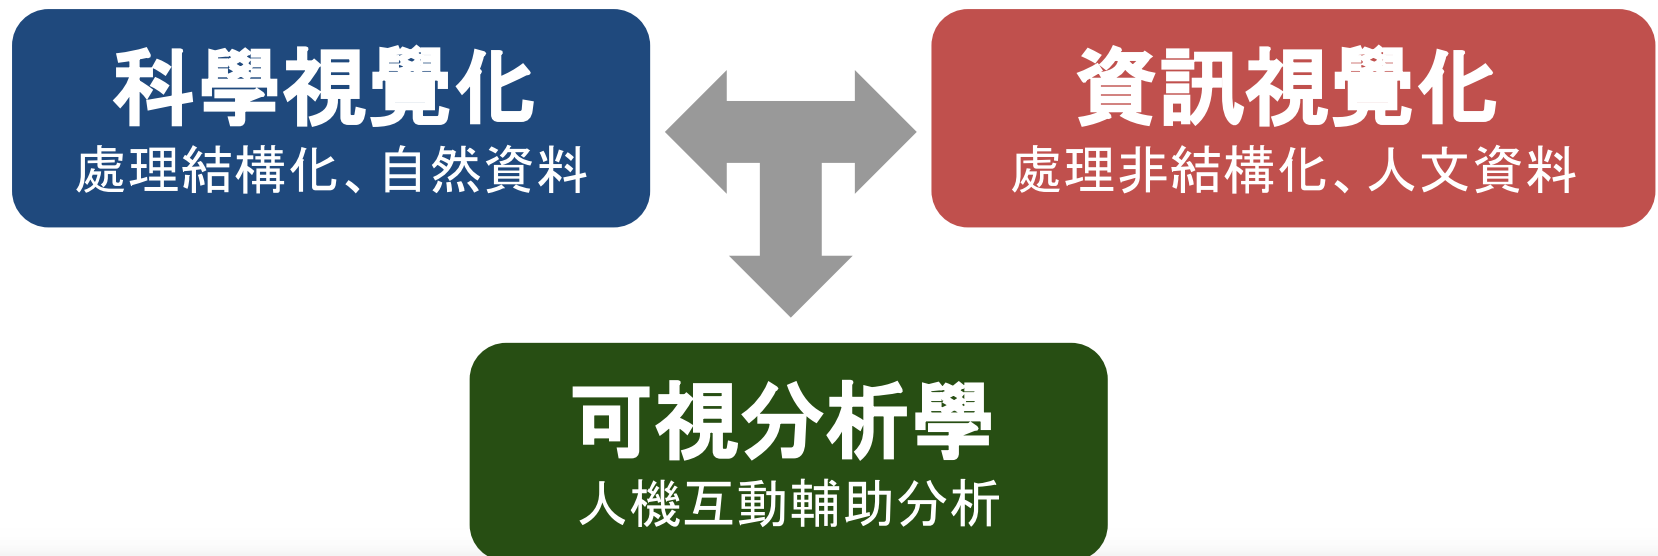 科學視覺化
處理結構化、自然資料
資訊視覺化
處理非結構化、人文資料
可視分析學
人機互動輔助分析